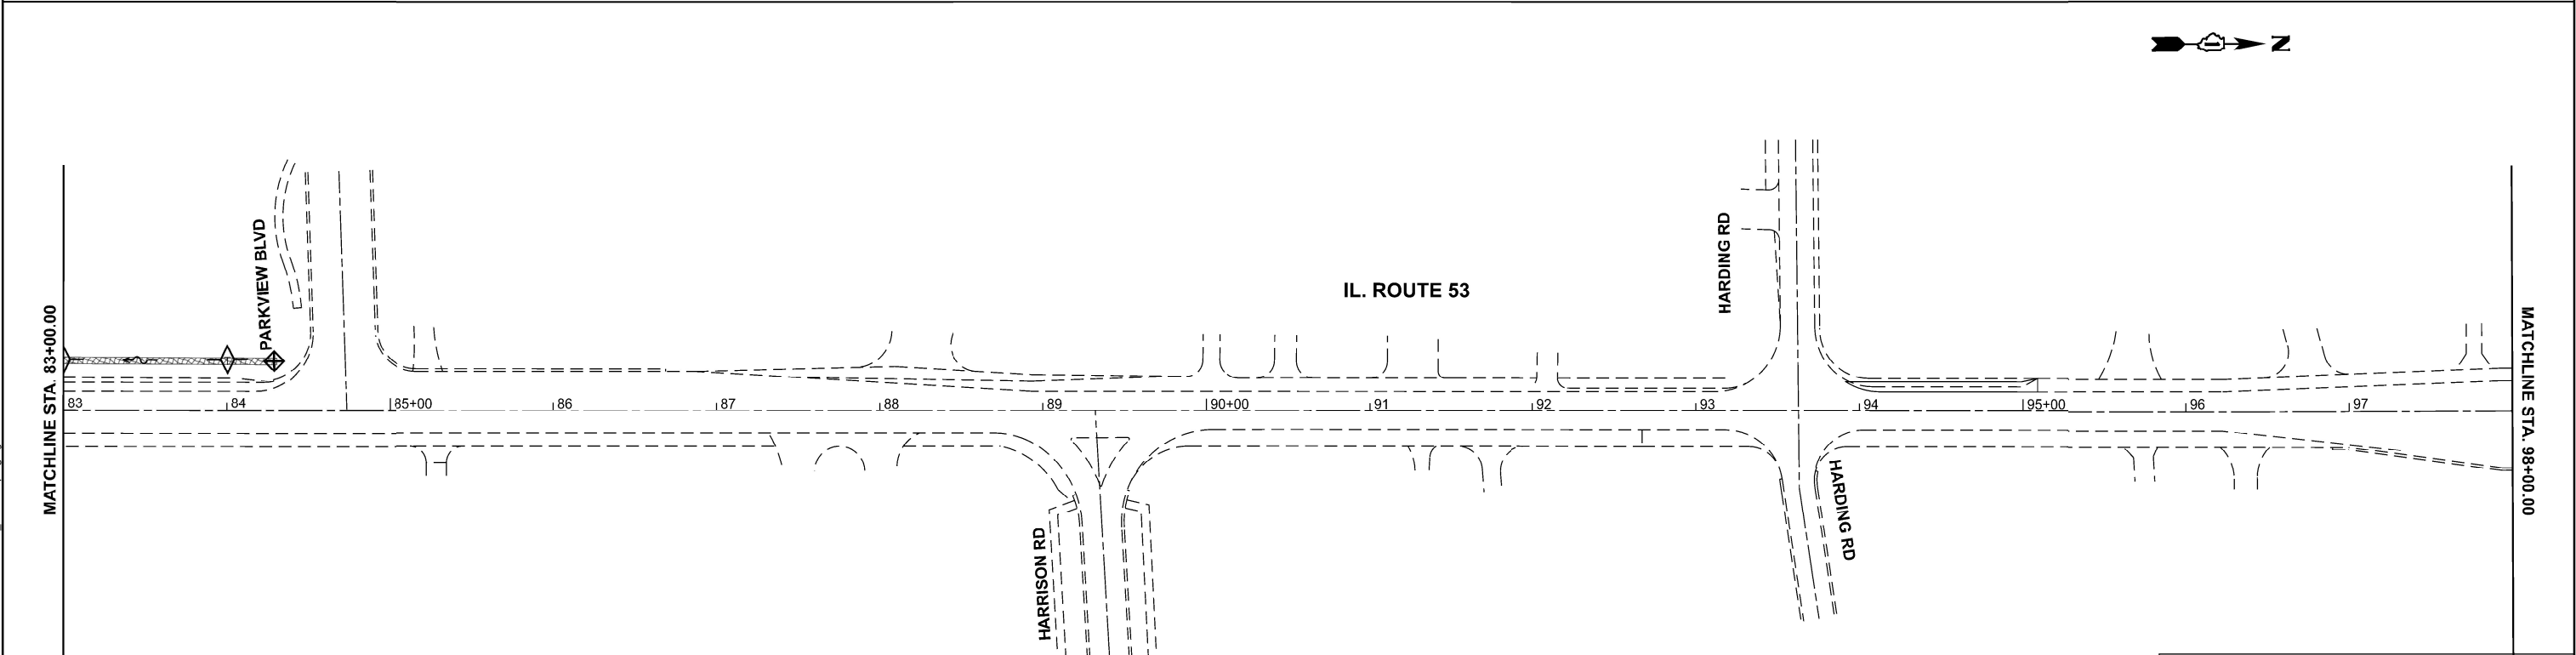 N
PARKVIEW BLVD
HARDING RD
IL. ROUTE 53
MATCHLINE STA. 83+00.00
MATCHLINE STA. 98+00.00
83 84 85+00 86 87 88 89 90+00 91 92 93 94 95+00 96 97
HARRISON RD
HARDING RD